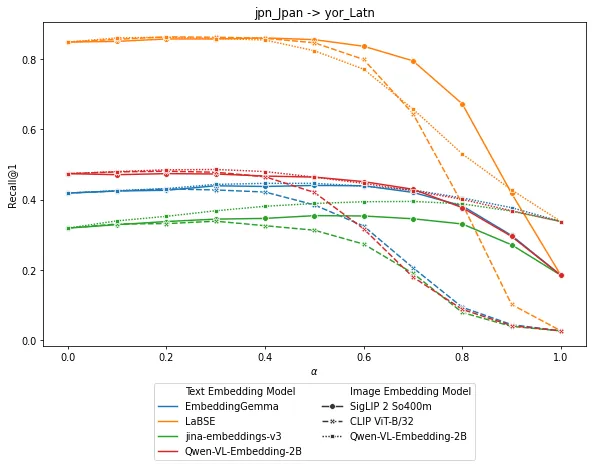 jpn_Jpan -> yor_Latn
Recall@1
0.8
0.6
0.4
0.2
0.0
0.0 0.2 0.4 0.6 0.8 1.0
α
Text Embedding Model Image Embedding Model
EmbeddingGemma SigLIP 2 So400m
LaBSE CLIP ViT-B/32
jina-embeddings-v3 Qwen-VL-Embedding-2B
Qwen-VL-Embedding-2B